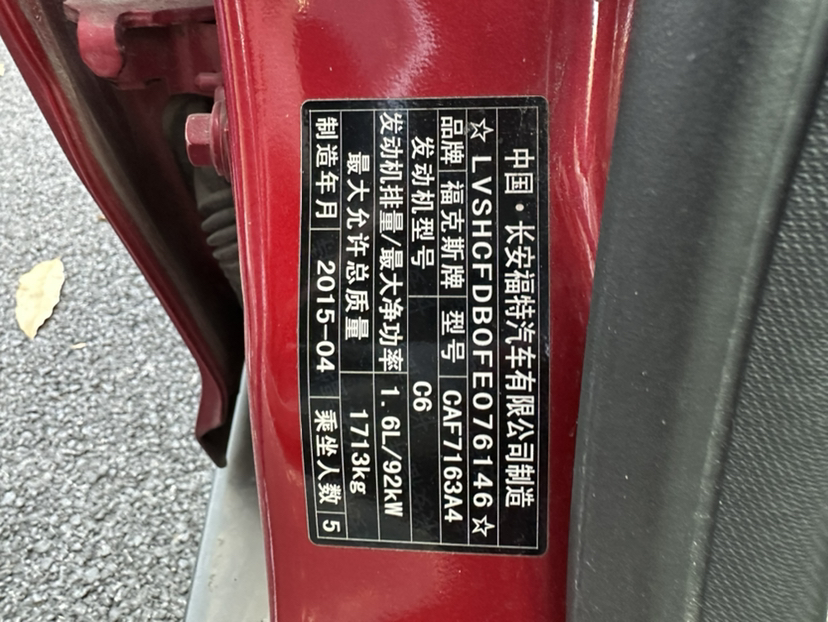 中国·长安福特汽车有限公司制造
☆LVSHCFDB0FE076146☆
品牌 福克斯牌 型号 CAF7163A4
发动机型号 C6
发动机排量/最大净功率 1.6L/92kW
最大允许总质量 1713kg
制造年月 2015-04 乘坐人数 5